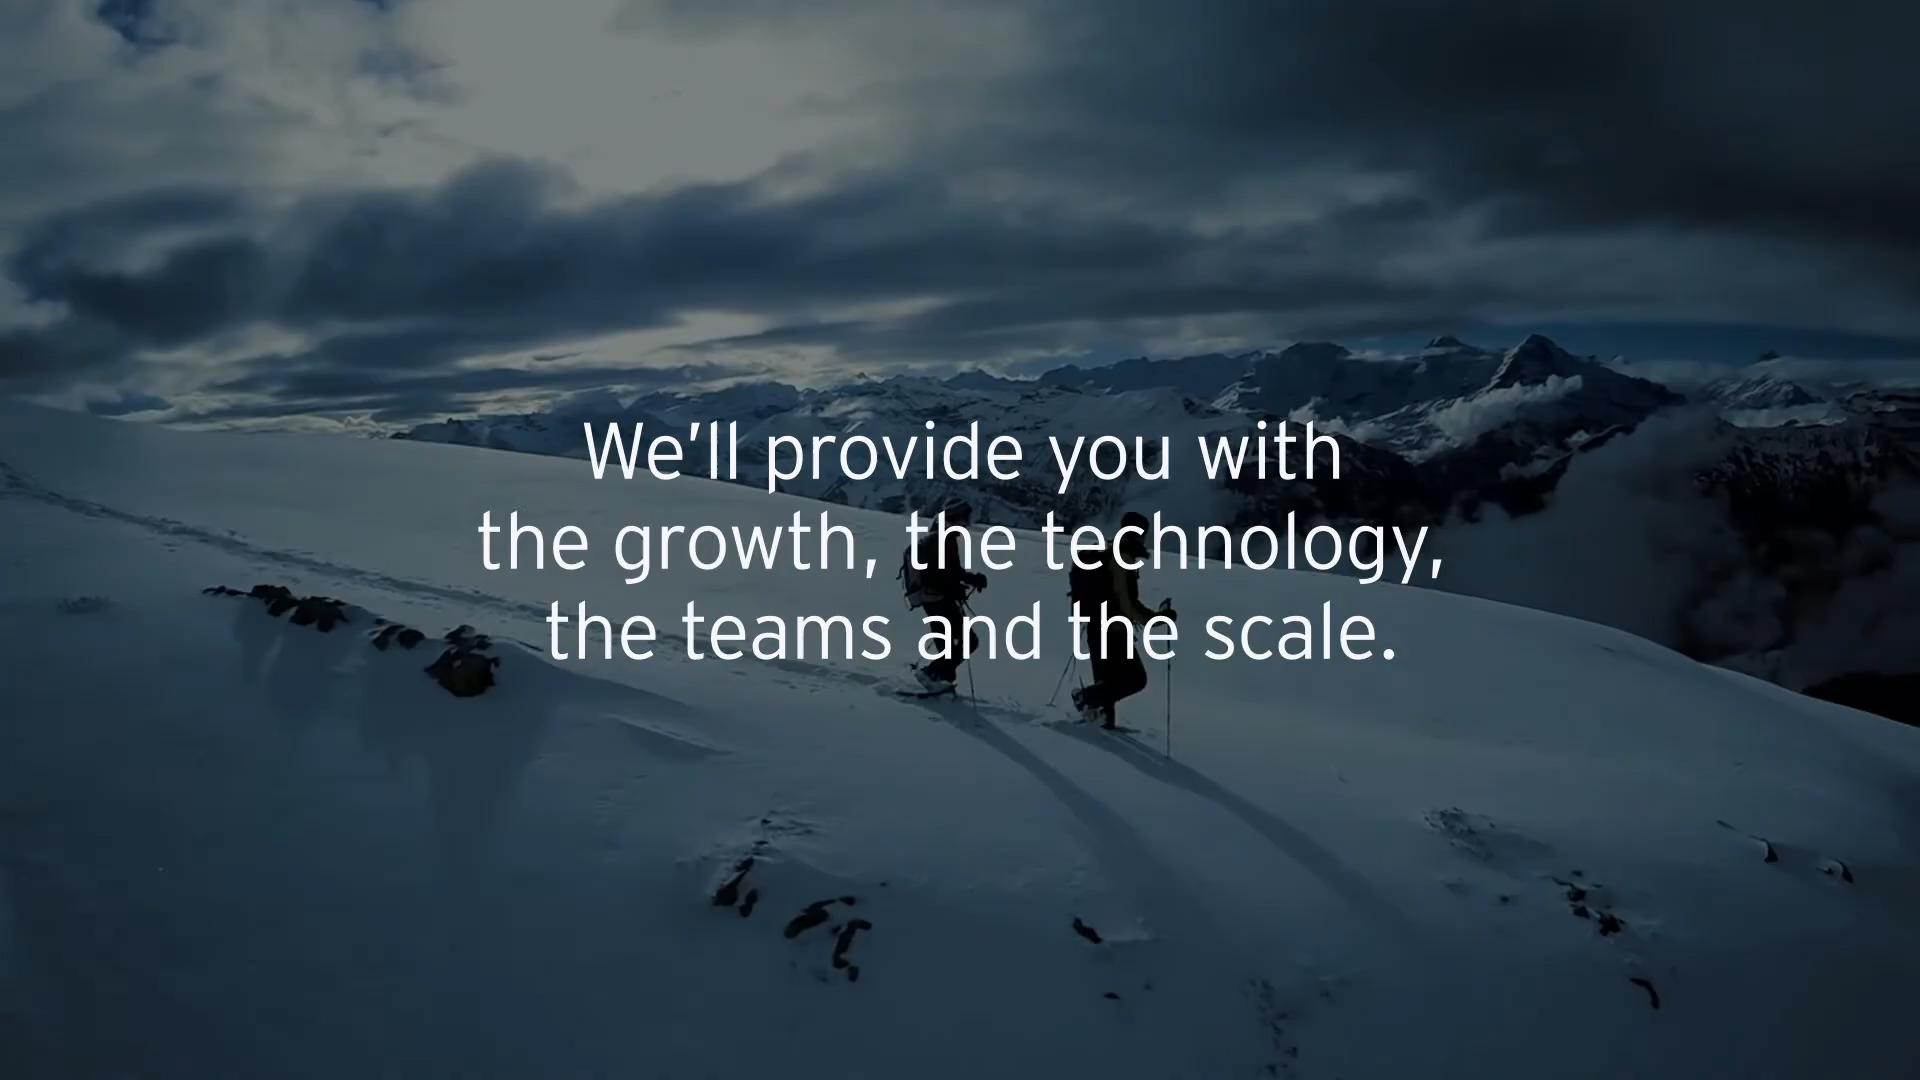 We'll provide you with
the growth, the technology,
the teams and the scale.